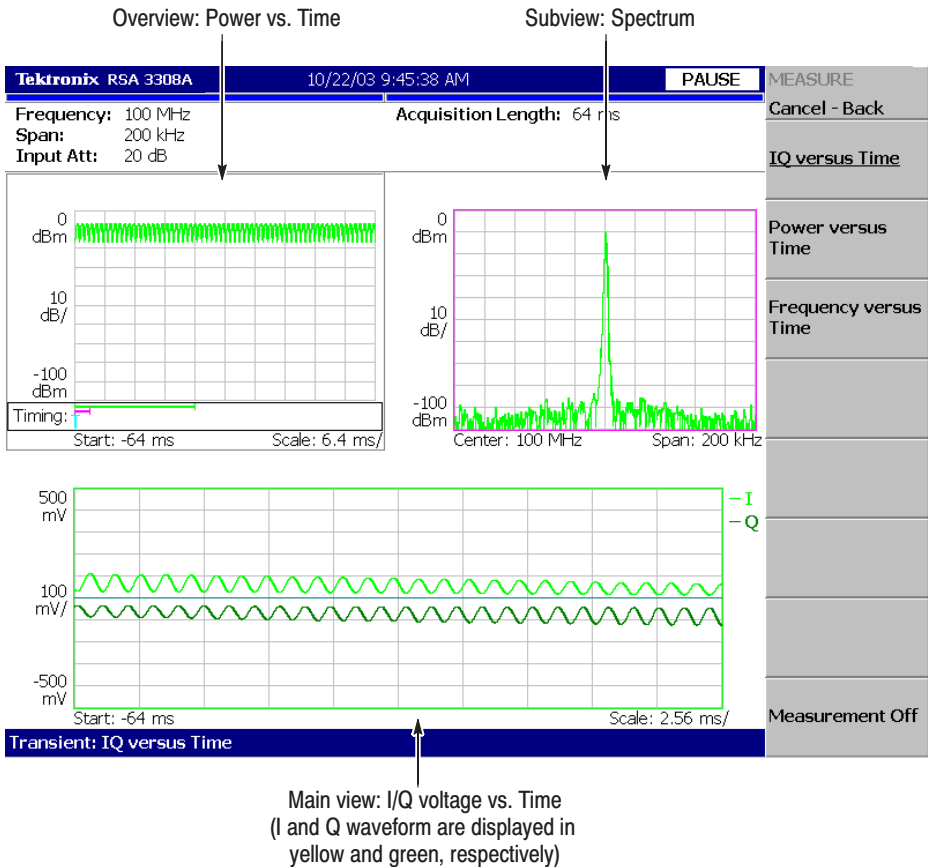 Overview: Power vs. Time
Subview: Spectrum
Tektronix RSA 3308A
10/22/03 9:45:38 AM
PAUSE
MEASURE
Cancel - Back
Frequency: 100 MHz
Span: 200 kHz
Input Att: 20 dB
Acquisition Length: 64 ms
IQ versus Time
Power versus
Time
Frequency versus
Time
Measurement Off
0
dBm
10
dB/
-100
dBm
Timing:
Start: -64 ms
Scale: 6.4 ms/
0
dBm
10
dB/
-100
dBm
Center: 100 MHz
Span: 200 kHz
500
mV
100
mV/
-500
mV
I
Q
Start: -64 ms
Scale: 2.56 ms/
Transient: IQ versus Time
Main view: I/Q voltage vs. Time
(I and Q waveform are displayed in
yellow and green, respectively)